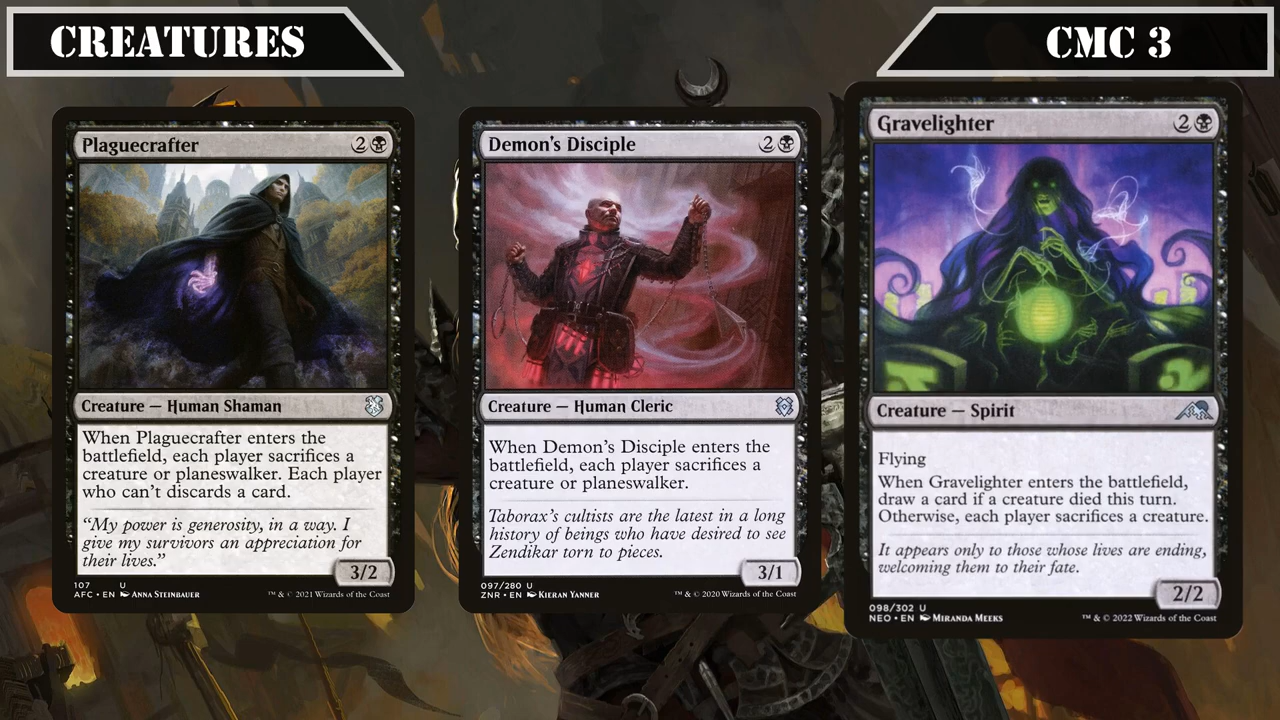 CREATURES
CMC 3
Plaguecrafter 2
Creature — Human Shaman
When Plaguecrafter enters the
battlefield, each player sacrifices a
creature or planeswalker. Each player
who can't discards a card.
"My power is generosity, in a way. I
give my survivors an appreciation for
their lives."
3/2
107 U
AFC • EN Anna Steinbauer
™ & © 2021 Wizards of the Coast
Demon's Disciple 2
Creature — Human Cleric
When Demon's Disciple enters the
battlefield, each player sacrifices a
creature or planeswalker.
Taborax's cultists are the latest in a long
history of beings who have desired to see
Zendikar torn to pieces.
3/1
097/280 U
ZNR • EN Kieran Yanner
™ & © 2020 Wizards of the Coast
Gravelighter 2
Creature — Spirit
Flying
When Gravelighter enters the battlefield,
draw a card if a creature died this turn.
Otherwise, each player sacrifices a creature.
It appears only to those whose lives are ending,
welcoming them to their fate.
2/2
098/302 U
NEO • EN Miranda Meeks
™ & © 2022 Wizards of the Coast